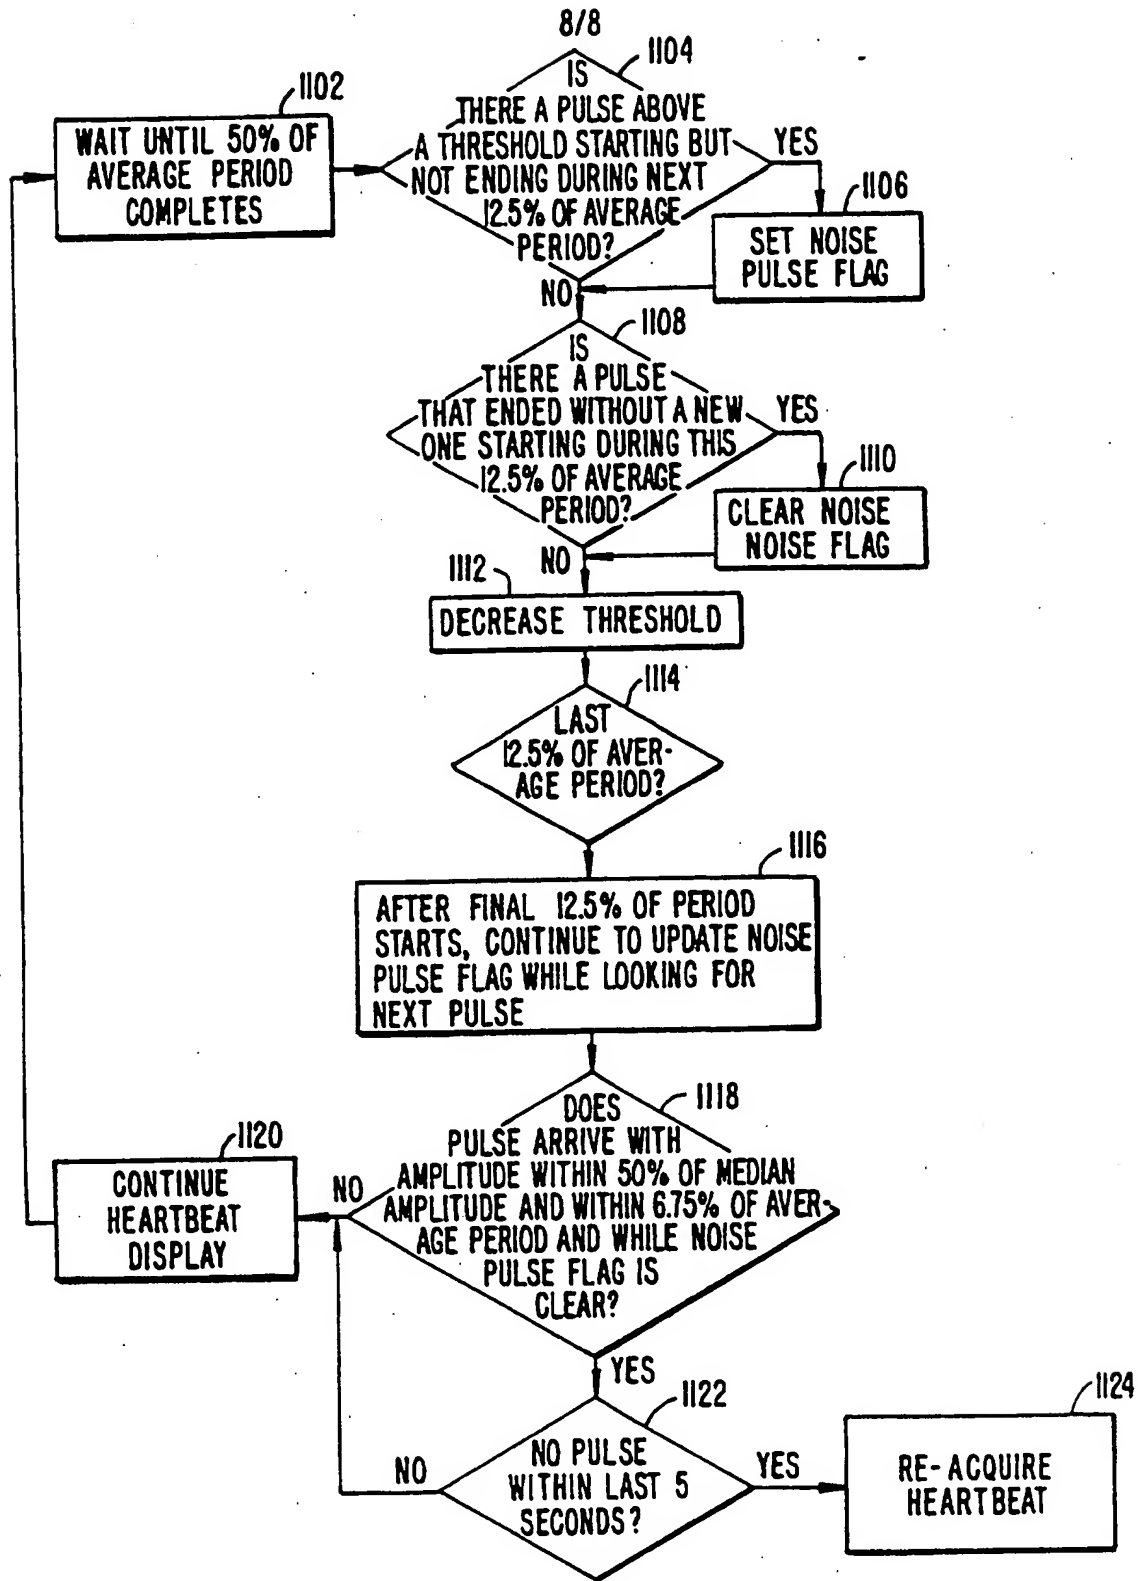 8/8
1102
WAIT UNTIL 50% OF
AVERAGE PERIOD
COMPLETES
1104
IS
THERE A PULSE ABOVE
A THRESHOLD STARTING BUT
NOT ENDING DURING NEXT
12.5% OF AVERAGE
PERIOD?
YES
1106
SET NOISE
PULSE FLAG
NO
1108
IS
THERE A PULSE
THAT ENDED WITHOUT A NEW
ONE STARTING DURING THIS
12.5% OF AVERAGE
PERIOD?
YES
1110
CLEAR NOISE
NOISE FLAG
NO
1112
DECREASE THRESHOLD
1114
LAST
12.5% OF AVER-
AGE PERIOD?
1116
AFTER FINAL 12.5% OF PERIOD
STARTS, CONTINUE TO UPDATE NOISE
PULSE FLAG WHILE LOOKING FOR
NEXT PULSE
1118
DOES
PULSE ARRIVE WITH
AMPLITUDE WITHIN 50% OF MEDIAN
AMPLITUDE AND WITHIN 6.75% OF AVER-
AGE PERIOD AND WHILE NOISE
PULSE FLAG IS
CLEAR?
NO
1120
CONTINUE
HEARTBEAT
DISPLAY
YES
1122
NO PULSE
WITHIN LAST 5
SECONDS?
NO
YES
1124
RE-ACQUIRE
HEARTBEAT